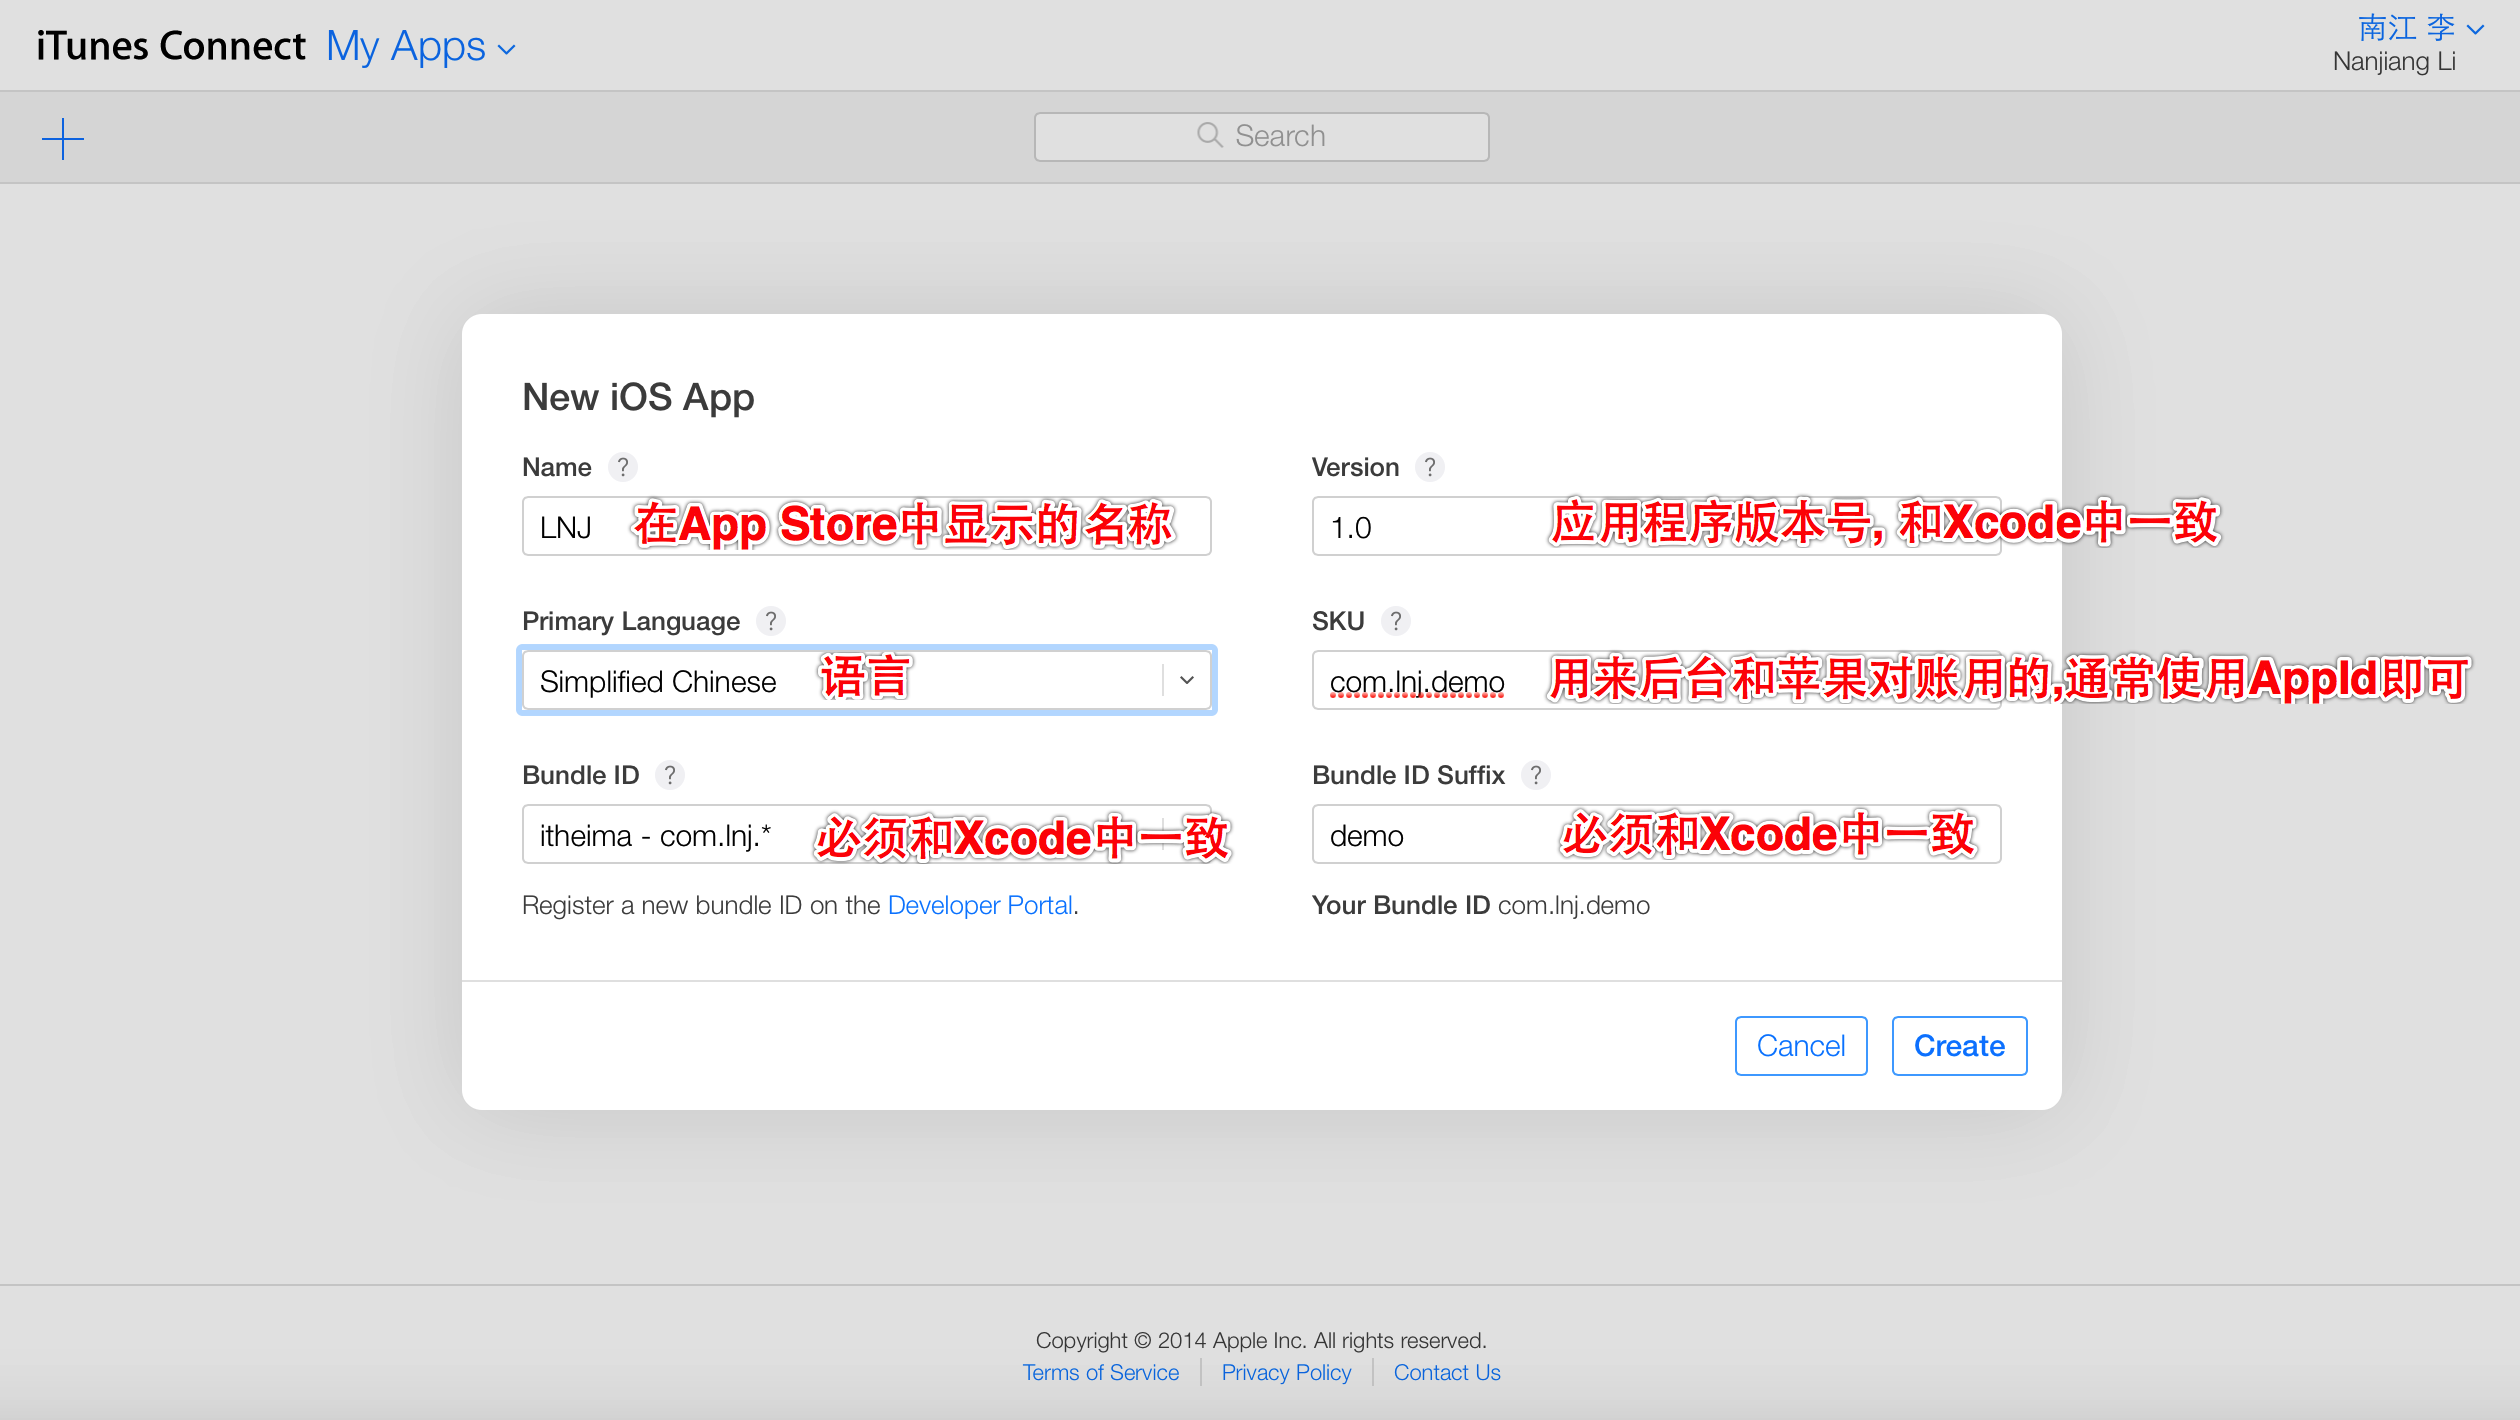 iTunes Connect My Apps
南江 李
Nanjiang Li
Search
New iOS App
Name ?
Version ?
LNJ 在App Store中显示的名称
1.0 应用程序版本号, 和Xcode中一致
Primary Language ?
SKU ?
Simplified Chinese 语言
com.lnj.demo 用来后台和苹果对账用的,通常使用AppId即可
Bundle ID ?
Bundle ID Suffix ?
itheima - com.lnj.* 必须和Xcode中一致
demo 必须和Xcode中一致
Register a new bundle ID on the Developer Portal.
Your Bundle ID com.lnj.demo
Cancel
Create
Copyright © 2014 Apple Inc. All rights reserved.
Terms of Service Privacy Policy Contact Us